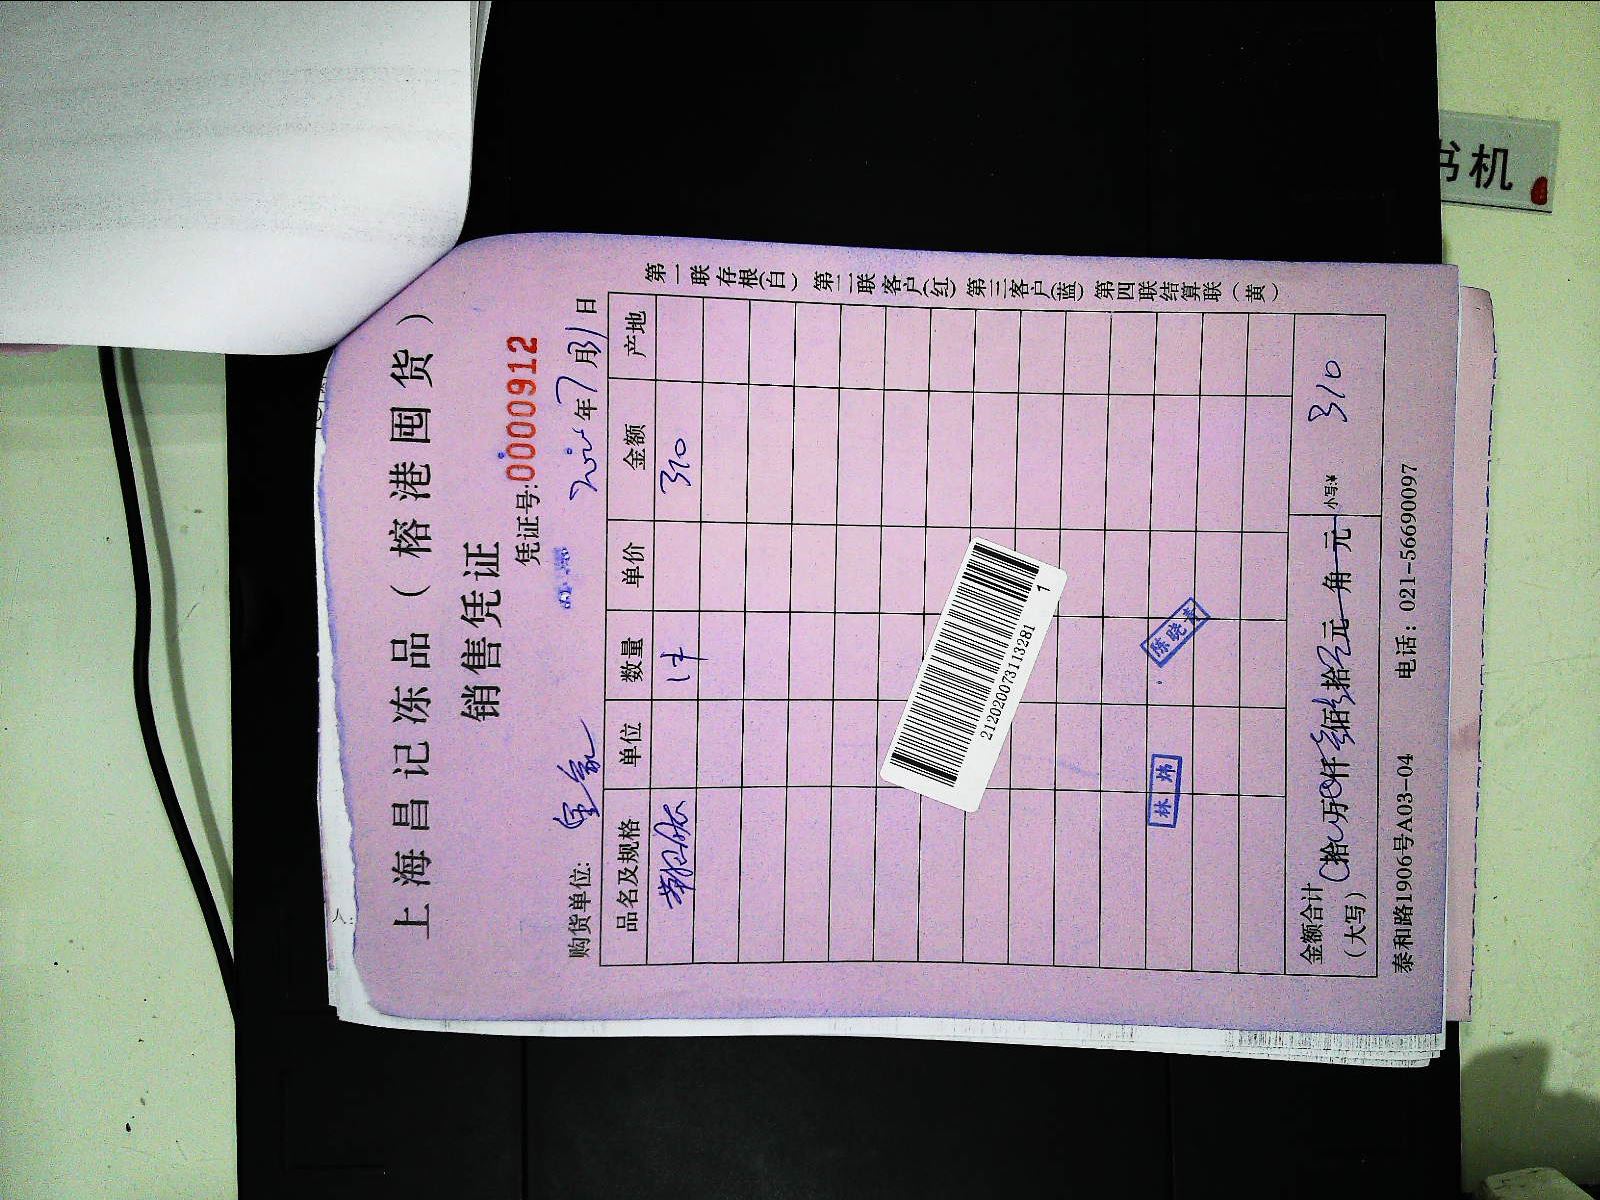 上海昌记冻品(榕港囤货)
销售凭证
凭证号:0000912
购货单位:
年7月31日
品名及规格 单位 数量 单价 金额 产地
1件 310
212020073113281 1
林炜
陈晓青
金额合计(大写) 拾 万 仟 佰 拾 元 角 元 小写:¥ 310
泰和路1906号A03-04 电话:021-56690097
第一联存根(白) 第二联客户(红) 第三客户(蓝) 第四联结算联(黄)
书机